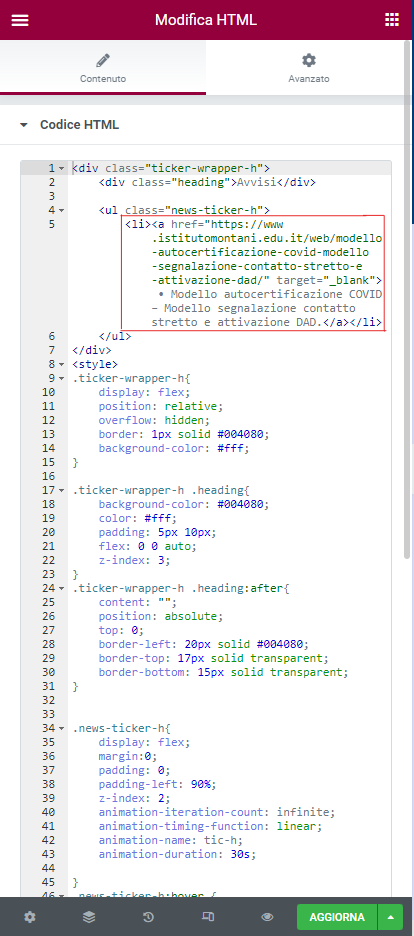 Modifica HTML
Contenuto
Avanzato
Codice HTML
1 <div class="ticker-wrapper-h">
2 <div class="heading">Avvisi</div>
3
4 <ul class="news-ticker-h">
5 <li><a href="https://www
.istitutomontani.edu.it/web/modello
-autocertificazione-covid-modello
-segnalazione-contatto-stretto-e
-attivazione-dad/" target="_blank">
• Modello autocertificazione COVID
– Modello segnalazione contatto
stretto e attivazione DAD.</a></li>
6 </ul>
7 </div>
8 <style>
9 .ticker-wrapper-h{
10 display: flex;
11 position: relative;
12 overflow: hidden;
13 border: 1px solid #004080;
14 background-color: #fff;
15 }
16
17 .ticker-wrapper-h .heading{
18 background-color: #004080;
19 color: #fff;
20 padding: 5px 10px;
21 flex: 0 0 auto;
22 z-index: 3;
23 }
24 .ticker-wrapper-h .heading:after{
25 content: "";
26 position: absolute;
27 top: 0;
28 border-left: 20px solid #004080;
29 border-top: 17px solid transparent;
30 border-bottom: 15px solid transparent;
31 }
32
33
34 .news-ticker-h{
35 display: flex;
36 margin:0;
37 padding: 0;
38 padding-left: 90%;
39 z-index: 2;
40 animation-iteration-count: infinite;
41 animation-timing-function: linear;
42 animation-name: tic-h;
43 animation-duration: 30s;
44
45 }
46 .news-ticker-h:hover {
AGGIORNA